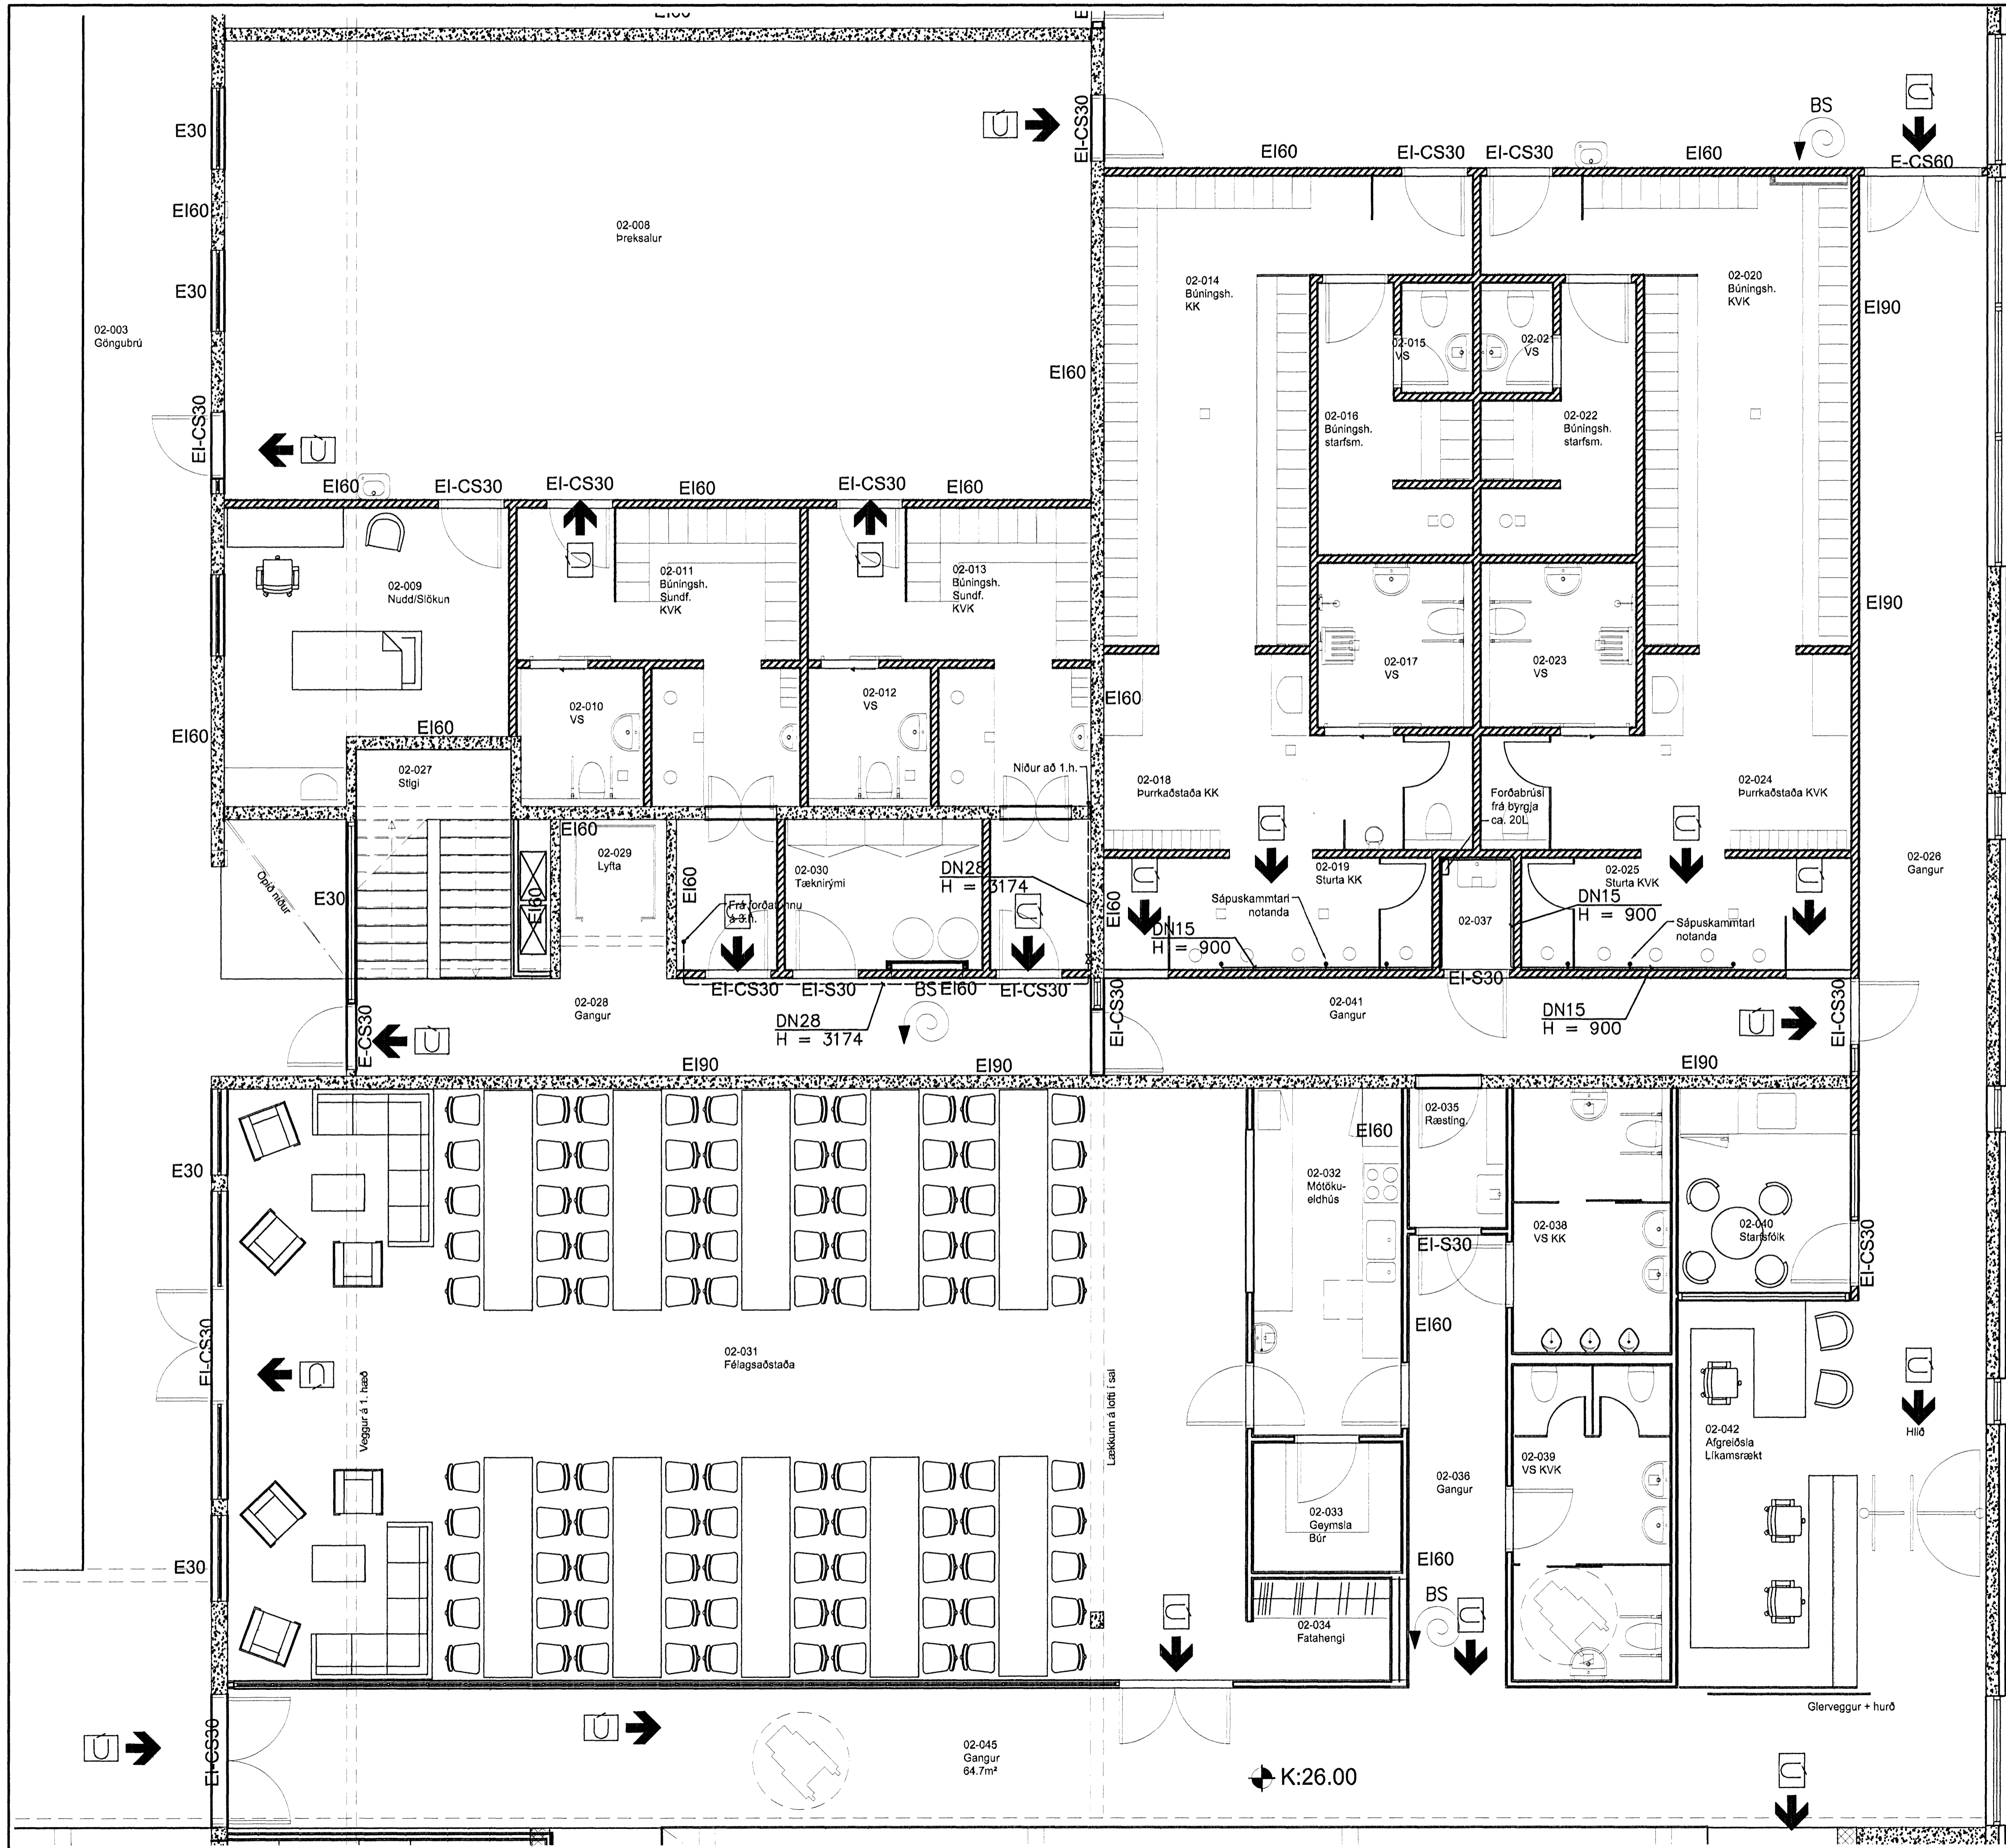 E30
EI60
E30
02-003
Göngubrú
EI-CS30
02-008
Þreksalur
EI-CS30
EI60
EI-CS30
EI-CS30
EI60
BS
E-CS60
EI60
EI-CS30
EI-CS30
EI60
EI-CS30
EI60
EI60
02-014
Búningsh.
KK
02-015
VS
02-021
VS
02-020
Búningsh.
KVK
EI90
02-016
Búningsh.
starfsm.
02-022
Búningsh.
starfsm.
EI90
02-009
Nudd/Slökun
02-011
Búningsh.
Sundf.
KVK
02-013
Búningsh.
Sundf.
KVK
02-017
VS
02-023
VS
EI60
EI60
EI60
02-010
VS
02-012
VS
02-027
Stigi
Niður að 1.h.
02-018
Þurrkaðstaða KK
Forðabrúsi
frá byrgja
ca. 20L
02-024
Þurrkaðstaða KVK
Opið niður
E30
EI60
EI60
02-029
Lyfta
EI60
Frá forðatunnu
á 3.h.
02-030
Tæknirými
DN28
H = 3174
EI60
DN15
H = 900
02-019
Sturta KK
Sápuskammtari
notanda
02-037
02-025
Sturta KVK
DN15
H = 900
Sápuskammtari
notanda
02-026
Gangur
EI-CS30
EI-S30
BS
EI60
EI-CS30
EI-S30
02-028
Gangur
DN28
H = 3174
E-CS30
EI-CS30
02-041
Gangur
DN15
H = 900
EI-CS30
EI90
EI90
EI90
E30
EI60
02-032
Mótöku-
eldhús
02-035
Ræsting.
EI-S30
02-038
VS KK
02-040
Starfsfólk
EI-CS30
EI60
EI-CS30
Veggur á 1. hæð
02-031
Félagsaðstaða
Lækkunn á lofti í sal
02-033
Geymsla
Búr
02-036
Gangur
02-039
VS KVK
02-042
Afgreiðsla
Líkamsrækt
Hlið
E30
EI60
BS
02-034
Fatahengi
Glerveggur + hurð
EI-CS30
02-045
Gangur
64.7m²
K:26.00